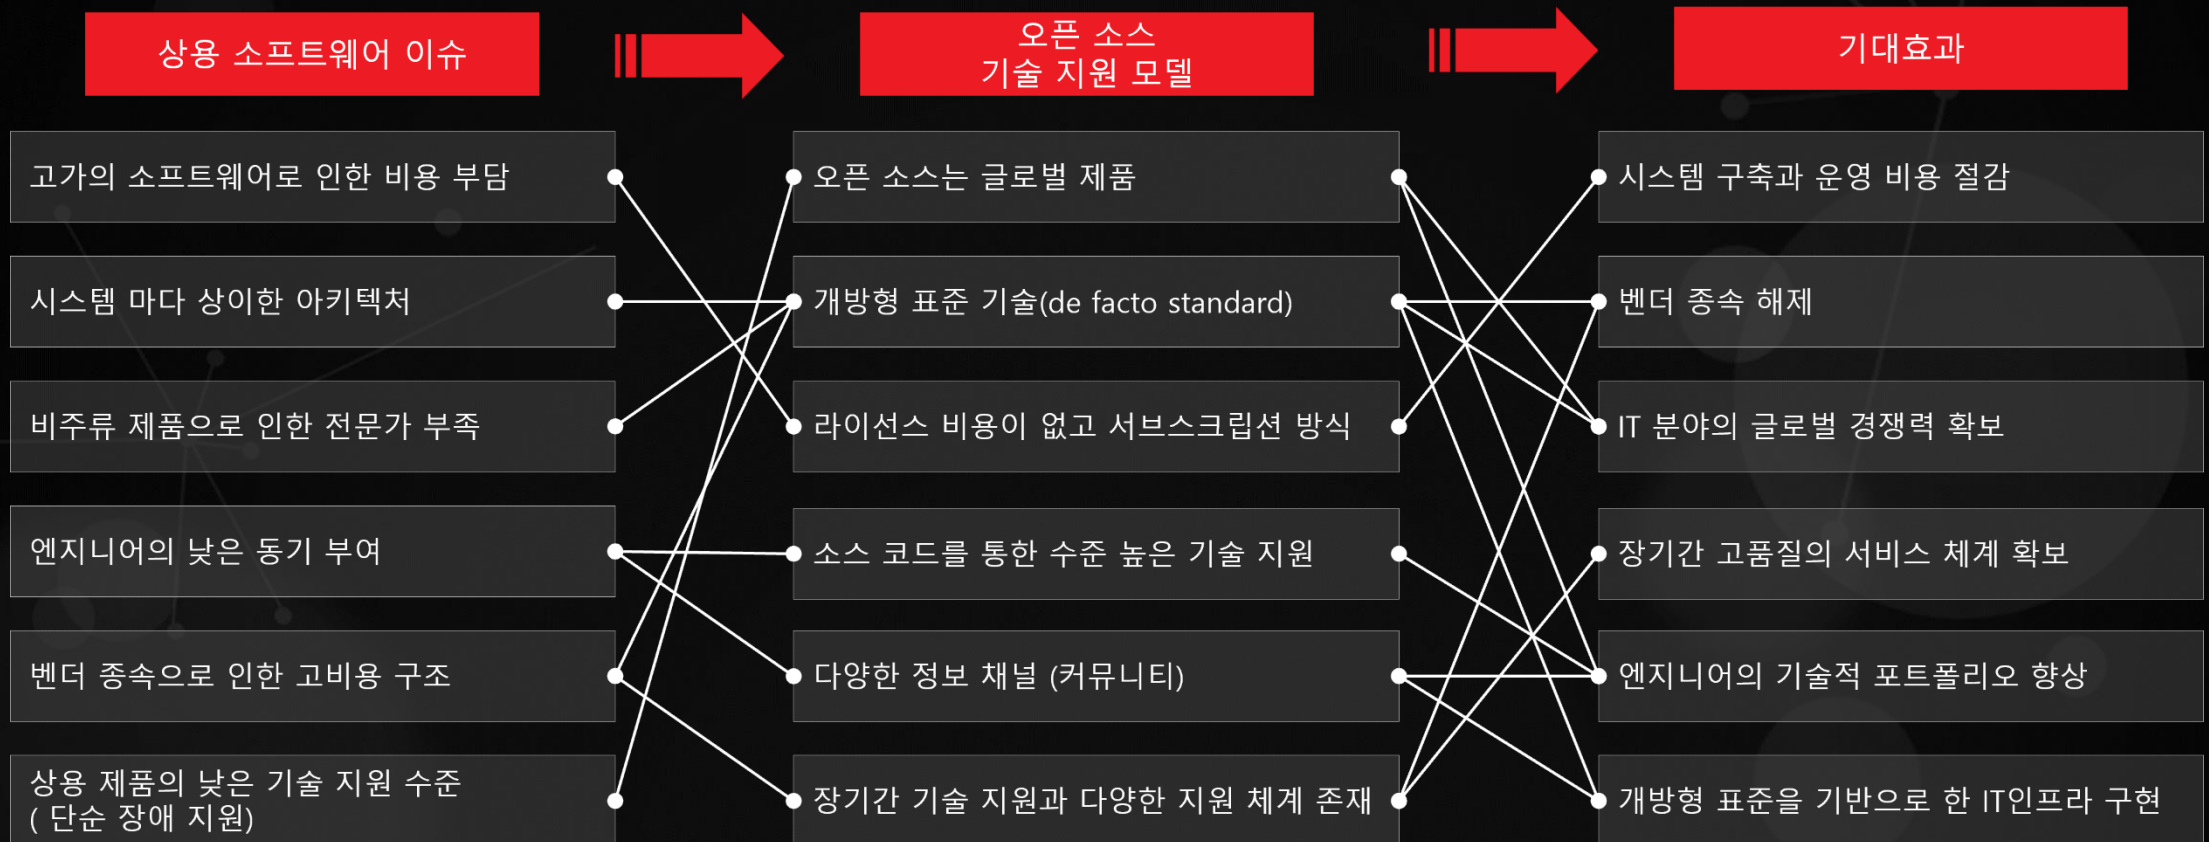 상용 소프트웨어 이슈
오픈 소스
기술 지원 모델
기대효과
고가의 소프트웨어로 인한 비용 부담
시스템 마다 상이한 아키텍처
비주류 제품으로 인한 전문가 부족
엔지니어의 낮은 동기 부여
벤더 종속으로 인한 고비용 구조
상용 제품의 낮은 기술 지원 수준
( 단순 장애 지원)
오픈 소스는 글로벌 제품
개방형 표준 기술(de facto standard)
라이선스 비용이 없고 서브스크립션 방식
소스 코드를 통한 수준 높은 기술 지원
다양한 정보 채널 (커뮤니티)
장기간 기술 지원과 다양한 지원 체계 존재
시스템 구축과 운영 비용 절감
벤더 종속 해제
IT 분야의 글로벌 경쟁력 확보
장기간 고품질의 서비스 체계 확보
엔지니어의 기술적 포트폴리오 향상
개방형 표준을 기반으로 한 IT인프라 구현